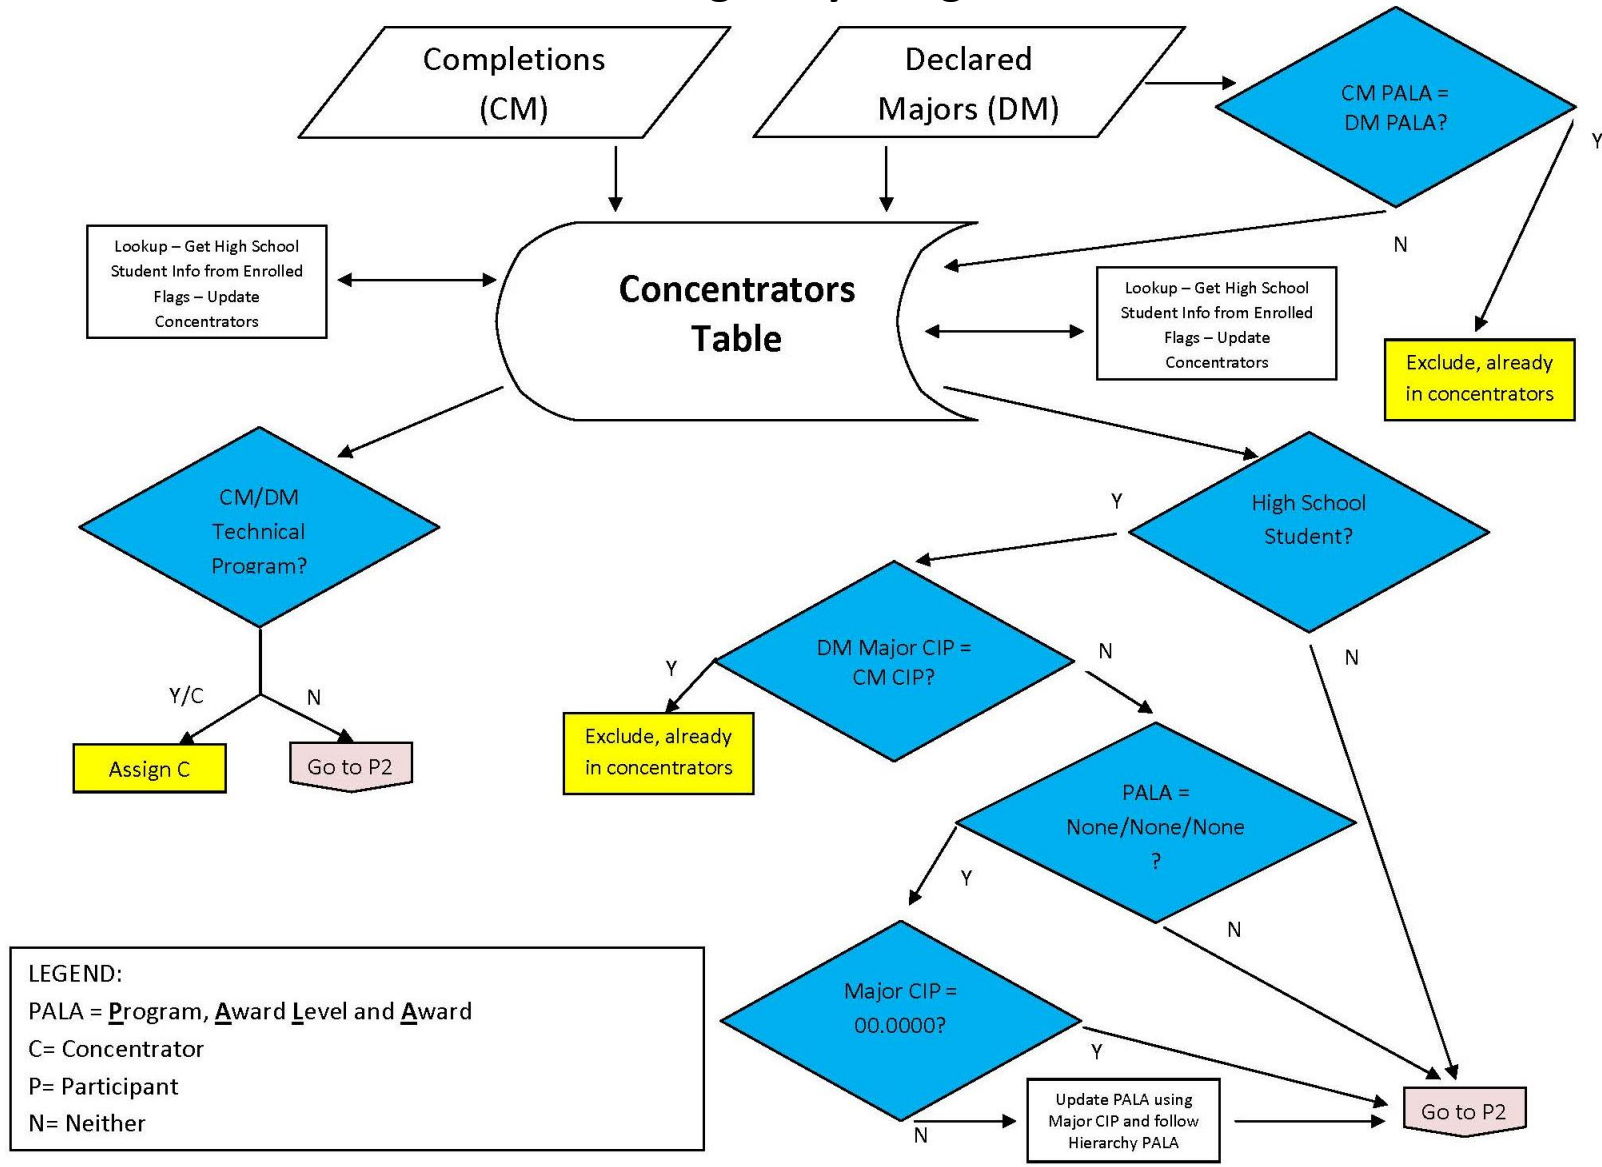 Completions
(CM)
Declared
Majors (DM)
CM PALA =
DM PALA?
Y
N
Lookup – Get High School
Student Info from Enrolled
Flags – Update
Concentrators
Concentrators
Table
Lookup – Get High School
Student Info from Enrolled
Flags – Update
Concentrators
Exclude, already
in concentrators
CM/DM
Technical
Program?
Y
High School
Student?
DM Major CIP =
CM CIP?
Y
N
N
Y/C
N
Assign C
Go to P2
Exclude, already
in concentrators
PALA =
None/None/None
?
Y
N
Major CIP =
00.0000?
Y
N
Update PALA using
Major CIP and follow
Hierarchy PALA
Go to P2
LEGEND:
PALA = Program, Award Level and Award
C= Concentrator
P= Participant
N= Neither